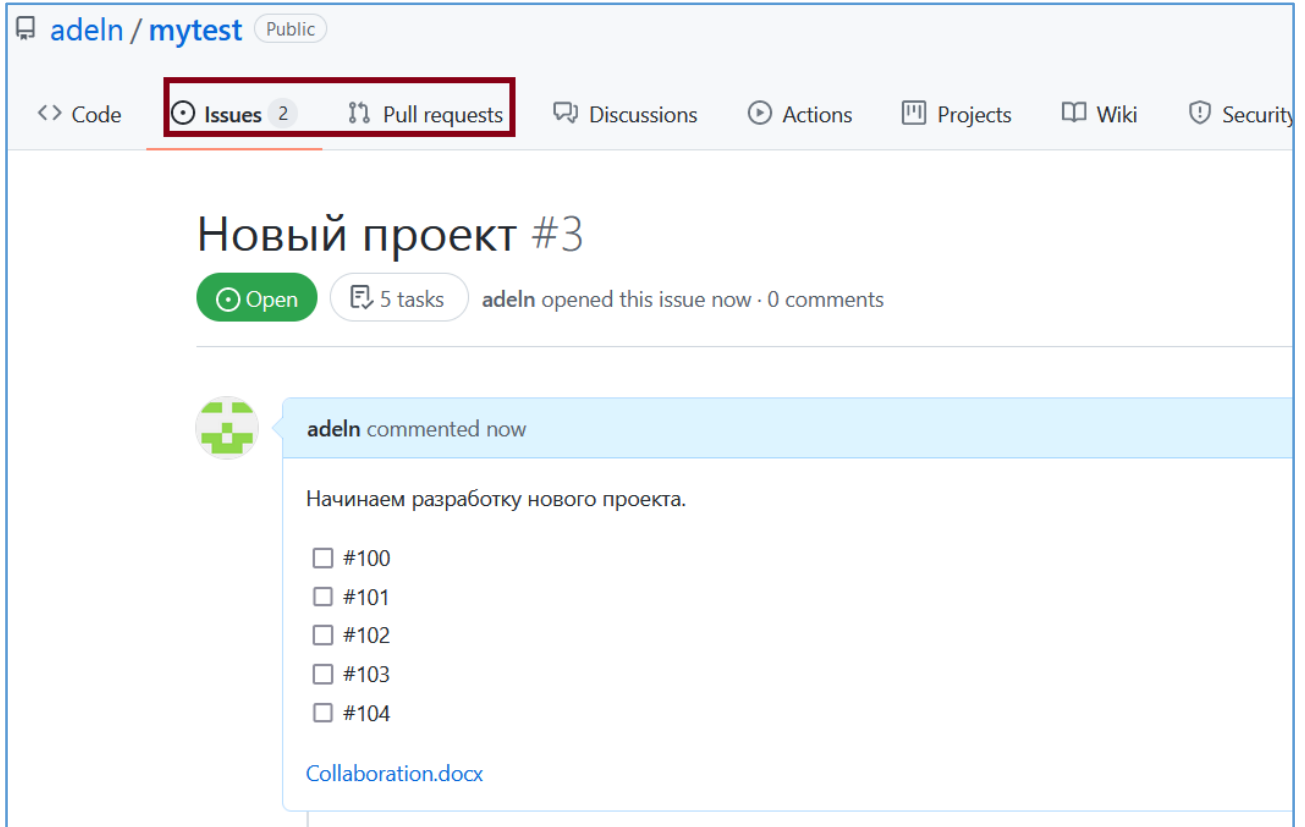 adeln / mytest Public
Code Issues 2 Pull requests Discussions Actions Projects Wiki Security
Новый проект #3
Open 5 tasks adeln opened this issue now · 0 comments
adeln commented now
Начинаем разработку нового проекта.
#100
#101
#102
#103
#104
Collaboration.docx